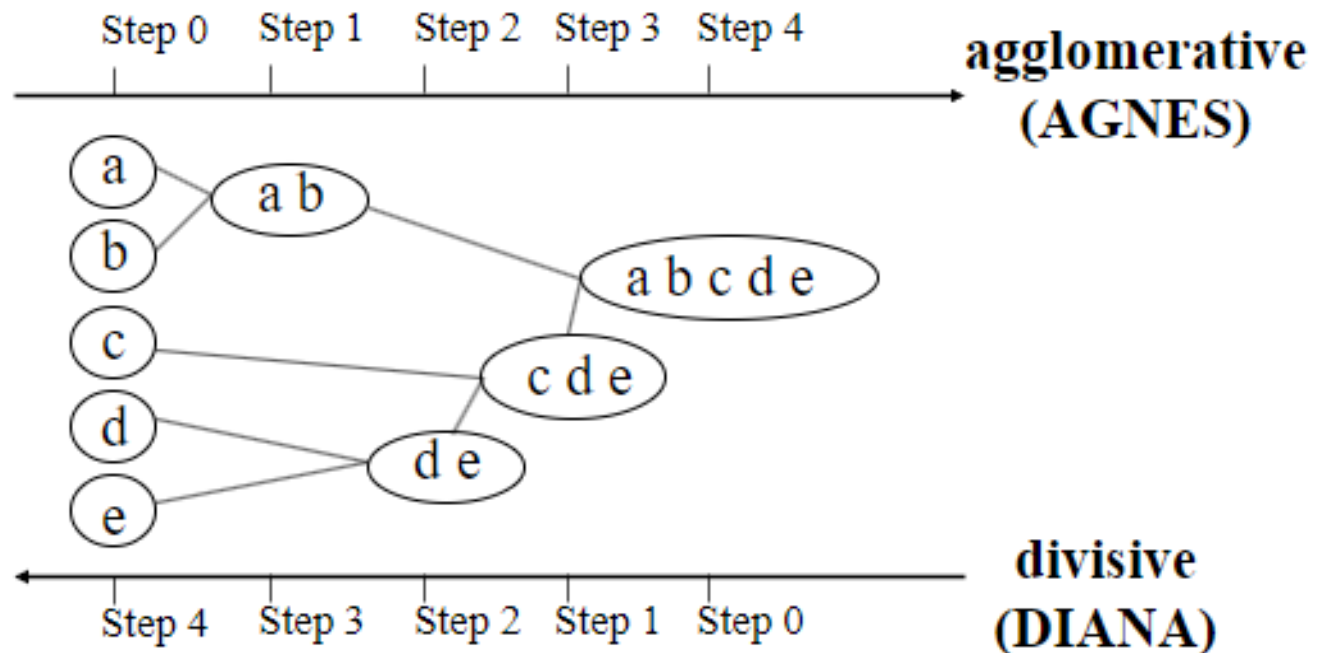 Step 0 Step 1 Step 2 Step 3 Step 4
agglomerative
(AGNES)
a
a b
b
a b c d e
c
c d e
d
d e
e
divisive
(DIANA)
Step 4 Step 3 Step 2 Step 1 Step 0